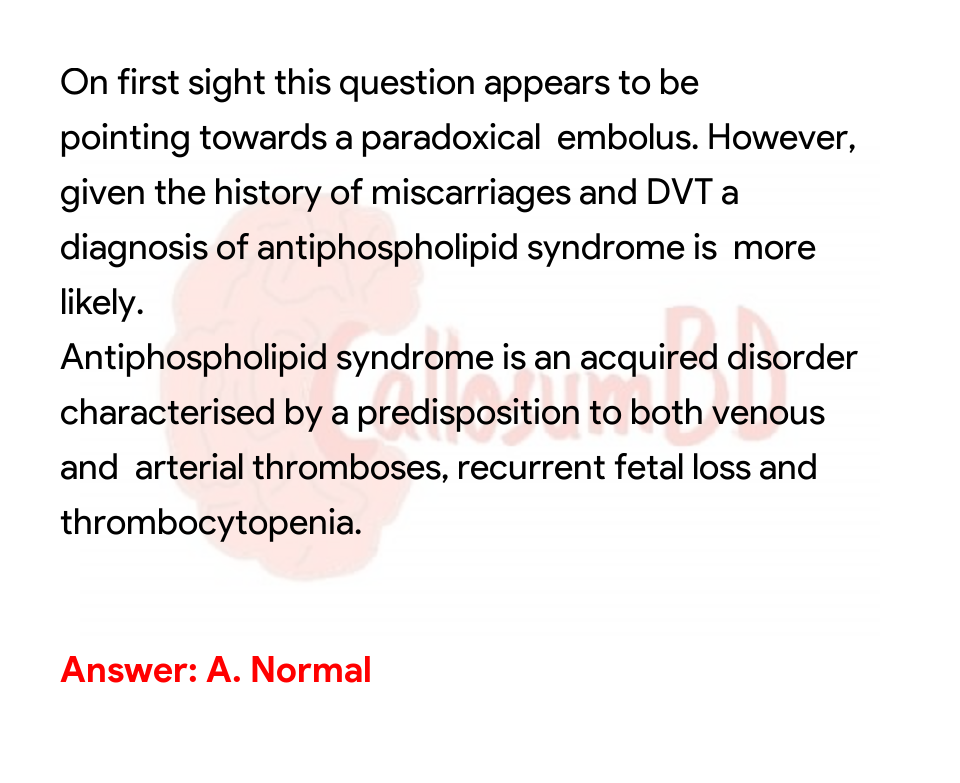 On first sight this question appears to be
pointing towards a paradoxical  embolus. However,
given the history of miscarriages and DVT a
diagnosis of antiphospholipid syndrome is  more
likely.
Antiphospholipid syndrome is an acquired disorder
characterised by a predisposition to both venous
and  arterial thromboses, recurrent fetal loss and
thrombocytopenia.
CallosumBD
Answer: A. Normal